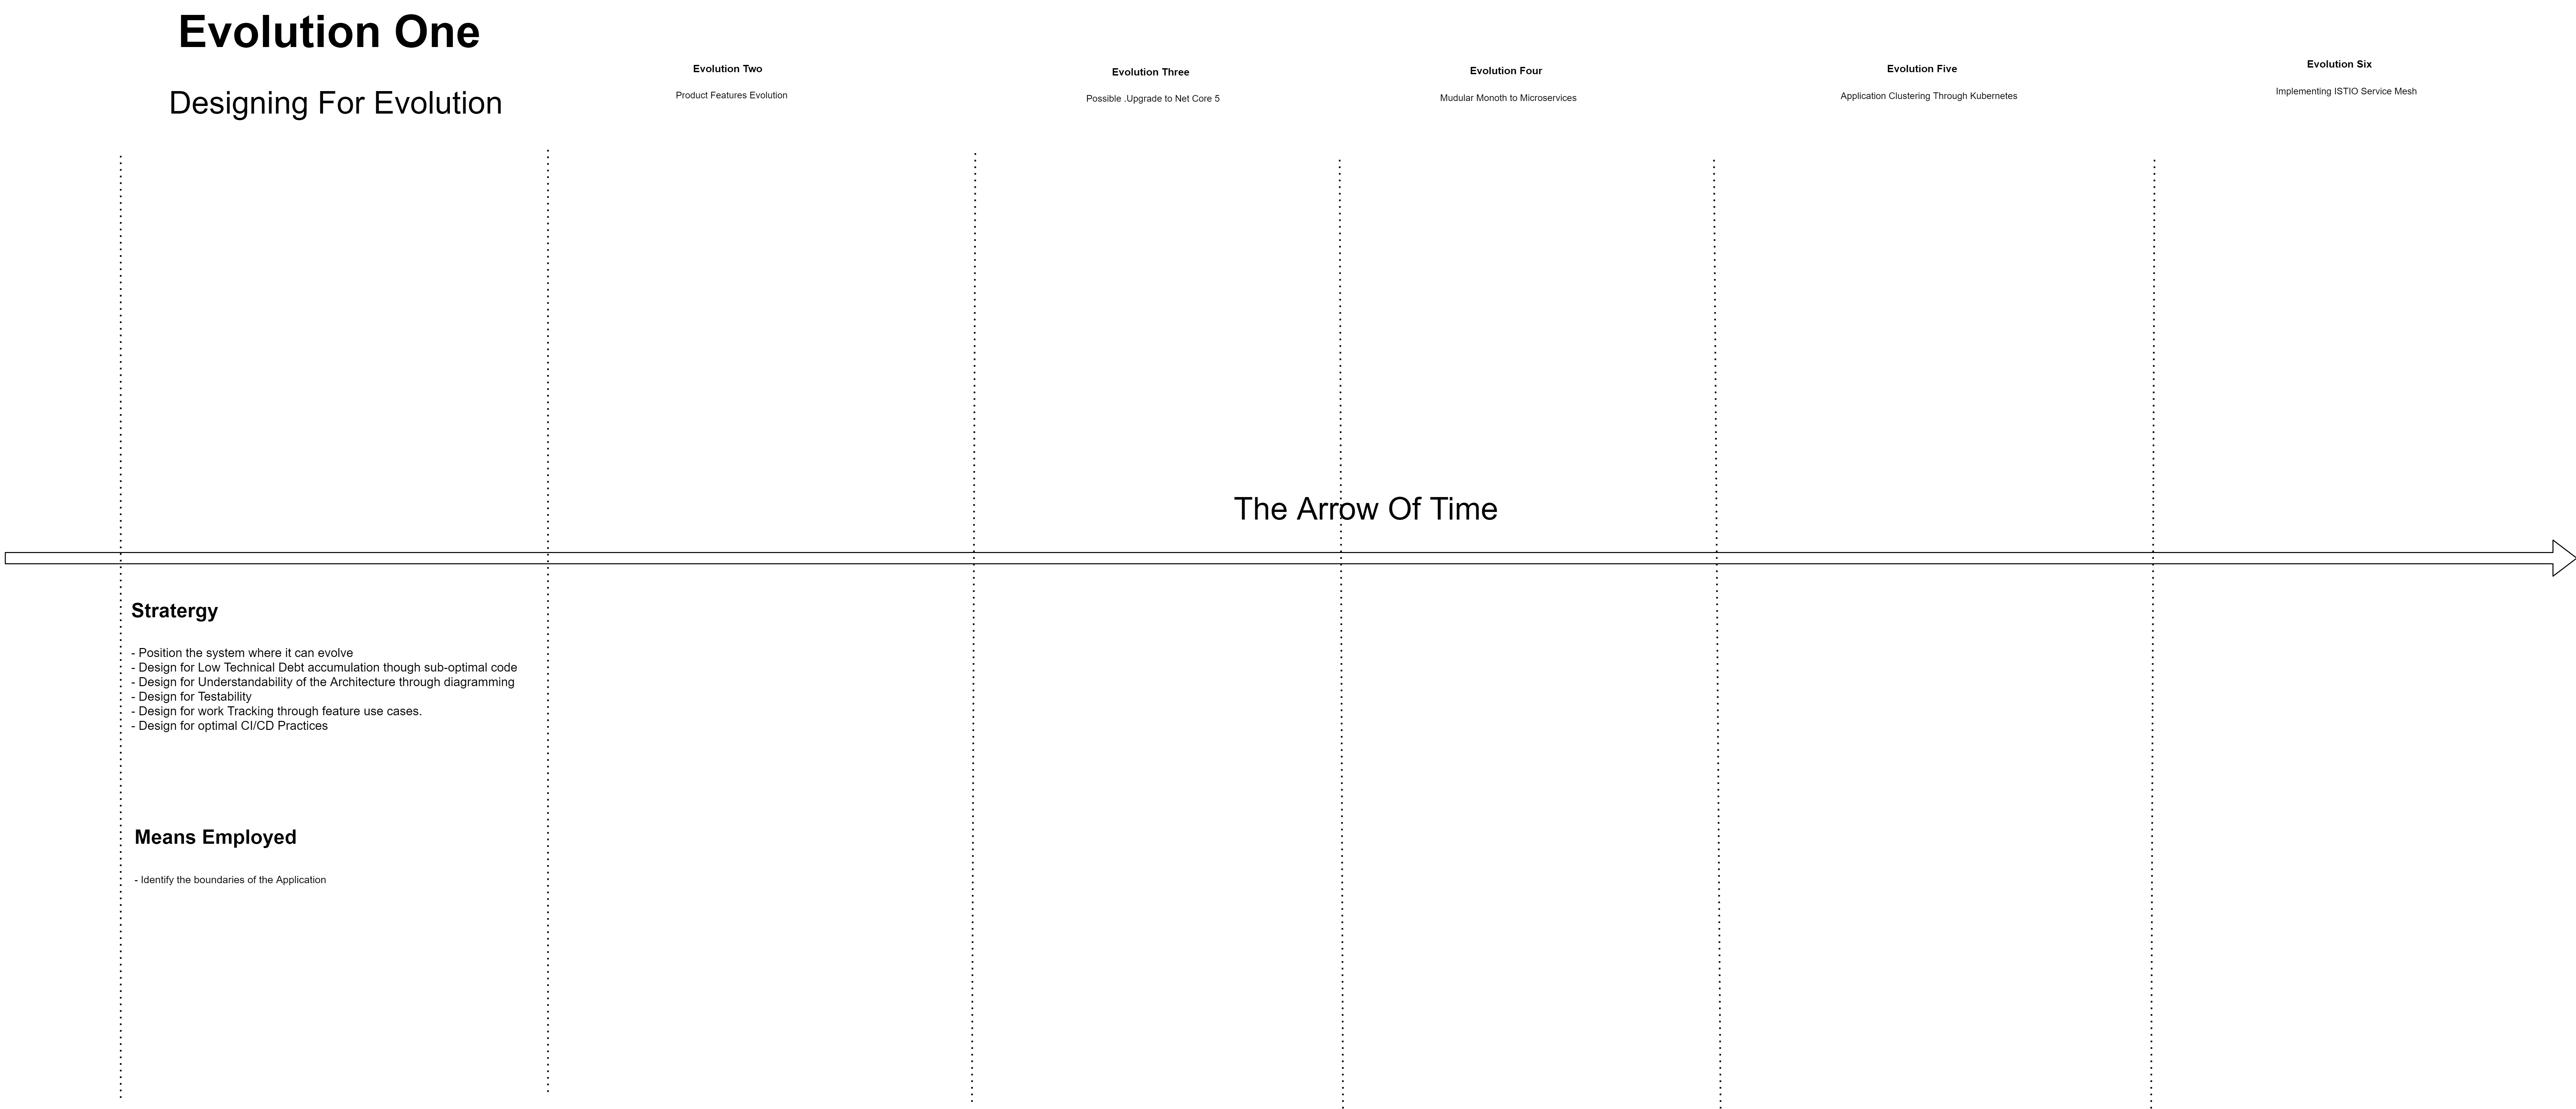 Evolution One
Designing For Evolution
Evolution Two
Product Features Evolution
Evolution Three
Possible .Upgrade to Net Core 5
Evolution Four
Mudular Monoth to Microservices
Evolution Five
Application Clustering Through Kubernetes
Evolution Six
Implementing ISTIO Service Mesh
The Arrow Of Time
Stratergy
- Position the system where it can evolve
- Design for Low Technical Debt accumulation though sub-optimal code
- Design for Understandability of the Architecture through diagramming
- Design for Testability
- Design for work Tracking through feature use cases.
- Design for optimal CI/CD Practices
Means Employed
- Identify the boundaries of the Application